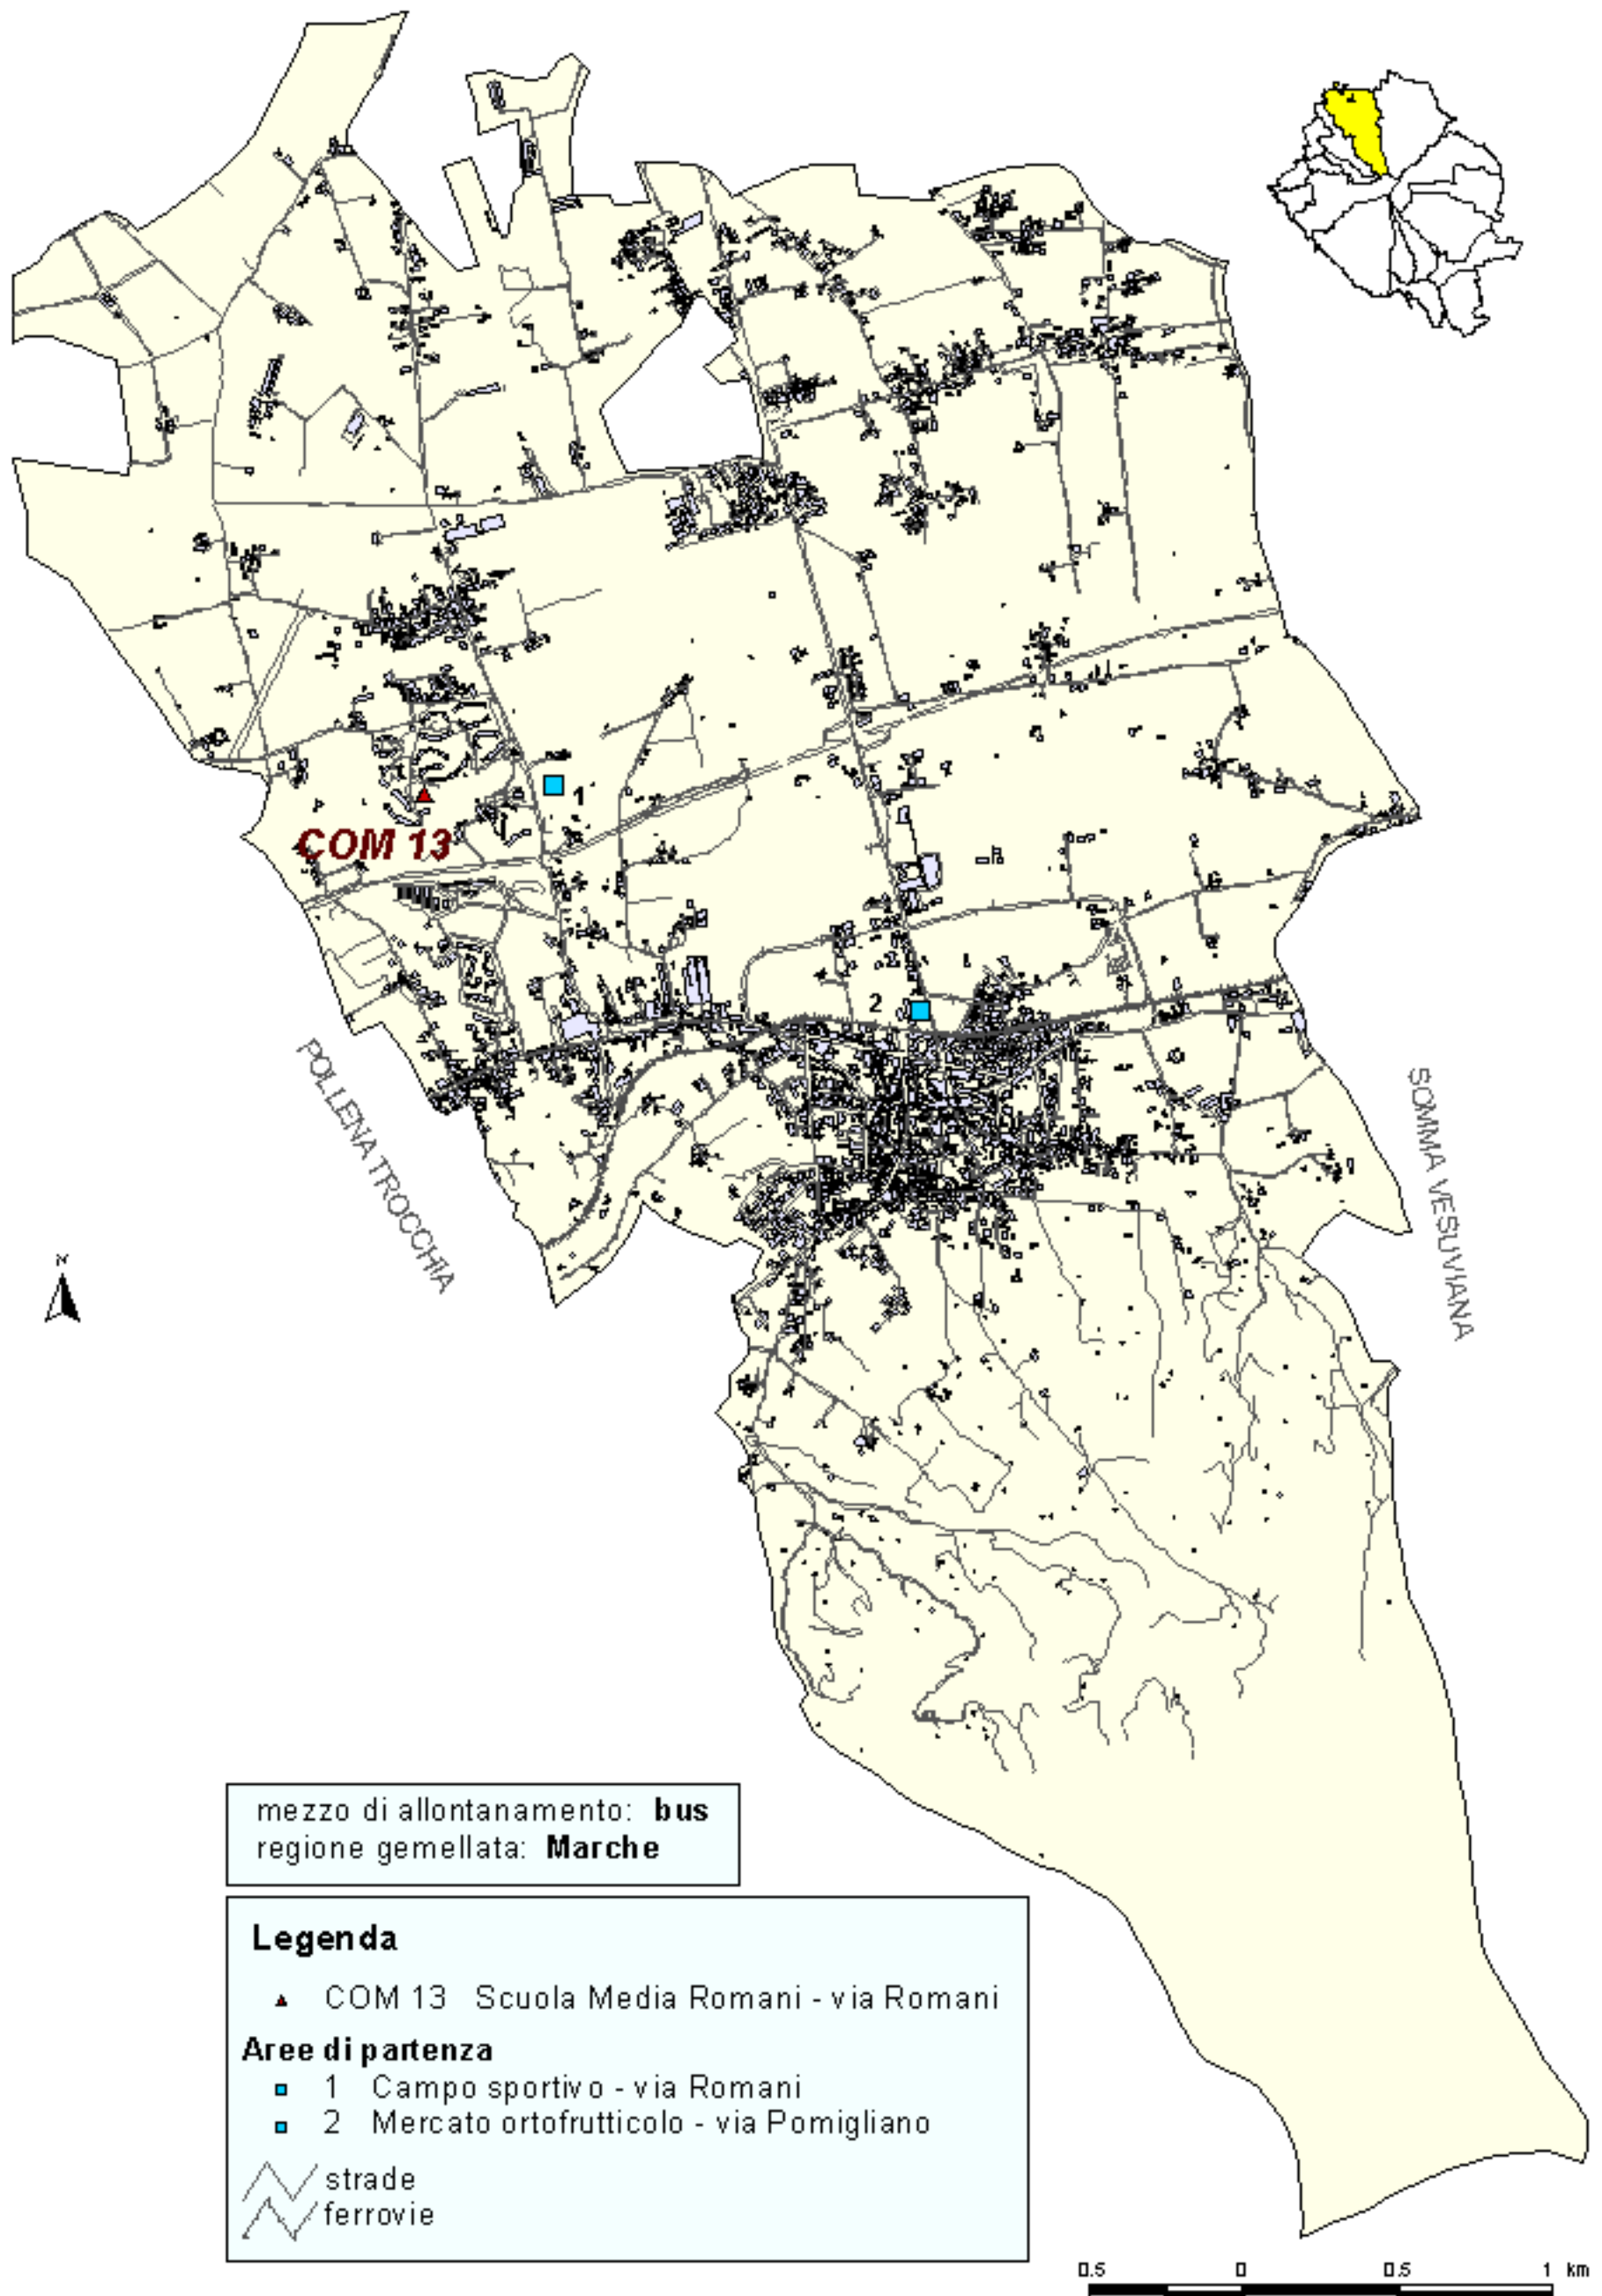 1
COM 13
2
POLLENA TROCCHIA
SOMMA VESUVIANA
N
mezzo di allontanamento: bus
regione gemellata: Marche
Legenda
COM 13 Scuola Media Romani - via Romani
Aree di partenza
1 Campo sportivo - via Romani
2 Mercato ortofrutticolo - via Pomigliano
strade
ferrovie
0.5 0 0.5 1 km